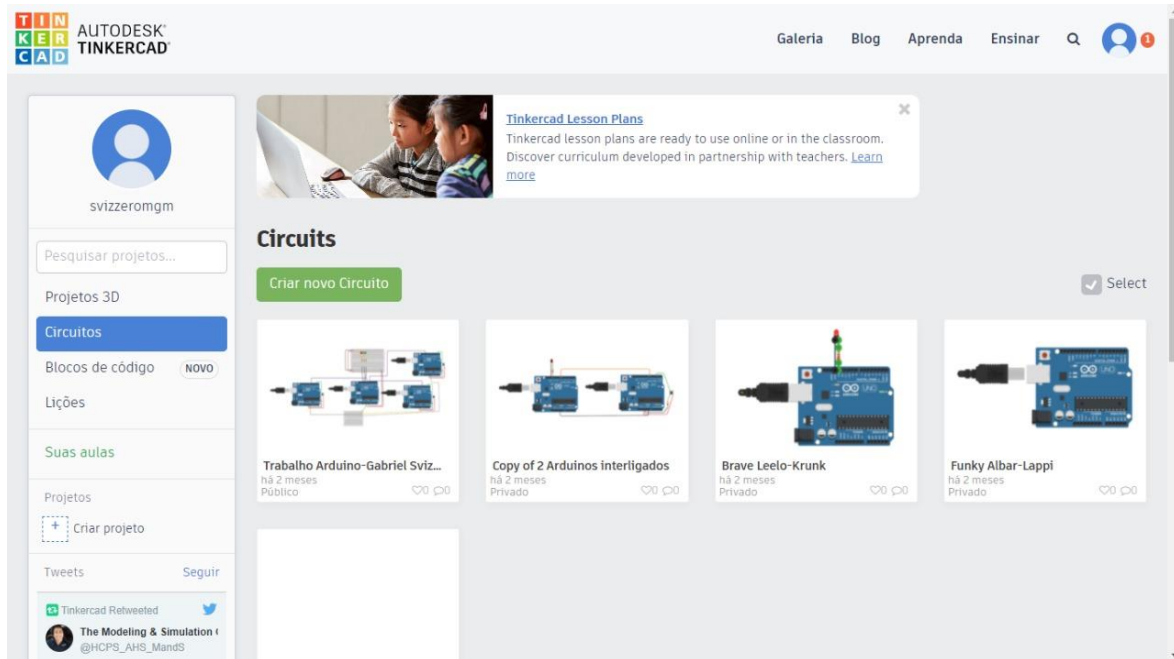 TIN
KER
CAD
AUTODESK®
TINKERCAD®
Galeria Blog Aprenda Ensinar 1
svizzeromgm
Pesquisar projetos...
Projetos 3D
Circuitos
Blocos de código NOVO
Lições
Suas aulas
Projetos
+ Criar projeto
Tweets Seguir
Tinkercad Retweeted
The Modeling & Simulation
@HCPS_AHS_MandS
Tinkercad Lesson Plans
Tinkercad lesson plans are ready to use online or in the classroom.
Discover curriculum developed in partnership with teachers. Learn
more
Circuits
Criar novo Circuito
Select
Trabalho Arduino-Gabriel Sviz...
há 2 meses
Público 0 0
Copy of 2 Arduinos interligados
há 2 meses
Privado 0 0
Brave Leelo-Krunk
há 2 meses
Privado 0 0
Funky Albar-Lappi
há 2 meses
Privado 0 0